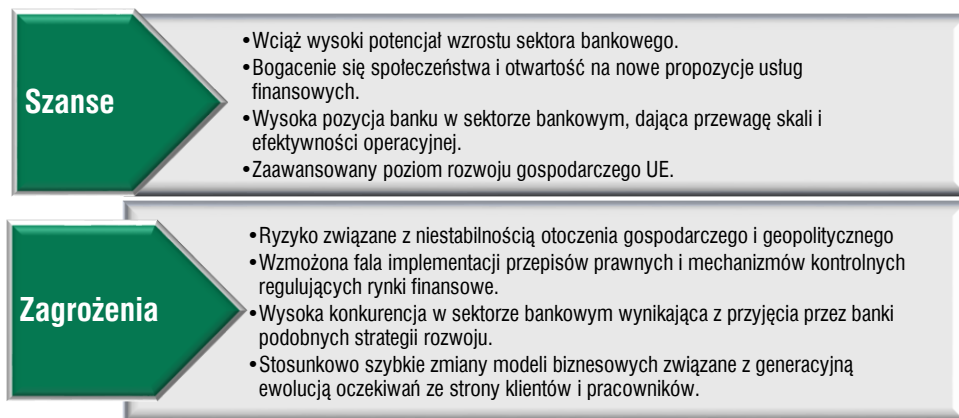 Szanse
•Wciąż wysoki potencjał wzrostu sektora bankowego.
•Bogacenie się społeczeństwa i otwartość na nowe propozycje usług
finansowych.
•Wysoka pozycja banku w sektorze bankowym, dająca przewagę skali i
efektywności operacyjnej.
•Zaawansowany poziom rozwoju gospodarczego UE.
Zagrożenia
•Ryzyko związane z niestabilnością otoczenia gospodarczego i geopolitycznego
•Wzmożona fala implementacji przepisów prawnych i mechanizmów kontrolnych
regulujących rynki finansowe.
•Wysoka konkurencja w sektorze bankowym wynikająca z przyjęcia przez banki
podobnych strategii rozwoju.
•Stosunkowo szybkie zmiany modeli biznesowych związane z generacyjną
ewolucją oczekiwań ze strony klientów i pracowników.